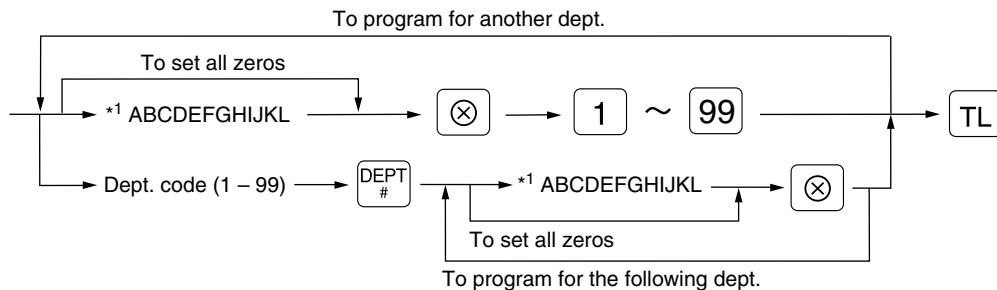 To program for another dept.
To set all zeros
*1 ABCDEFGHIJKL ⊗ 1 ~ 99 TL
Dept. code (1 – 99) DEPT # *1 ABCDEFGHIJKL ⊗
To set all zeros
To program for the following dept.